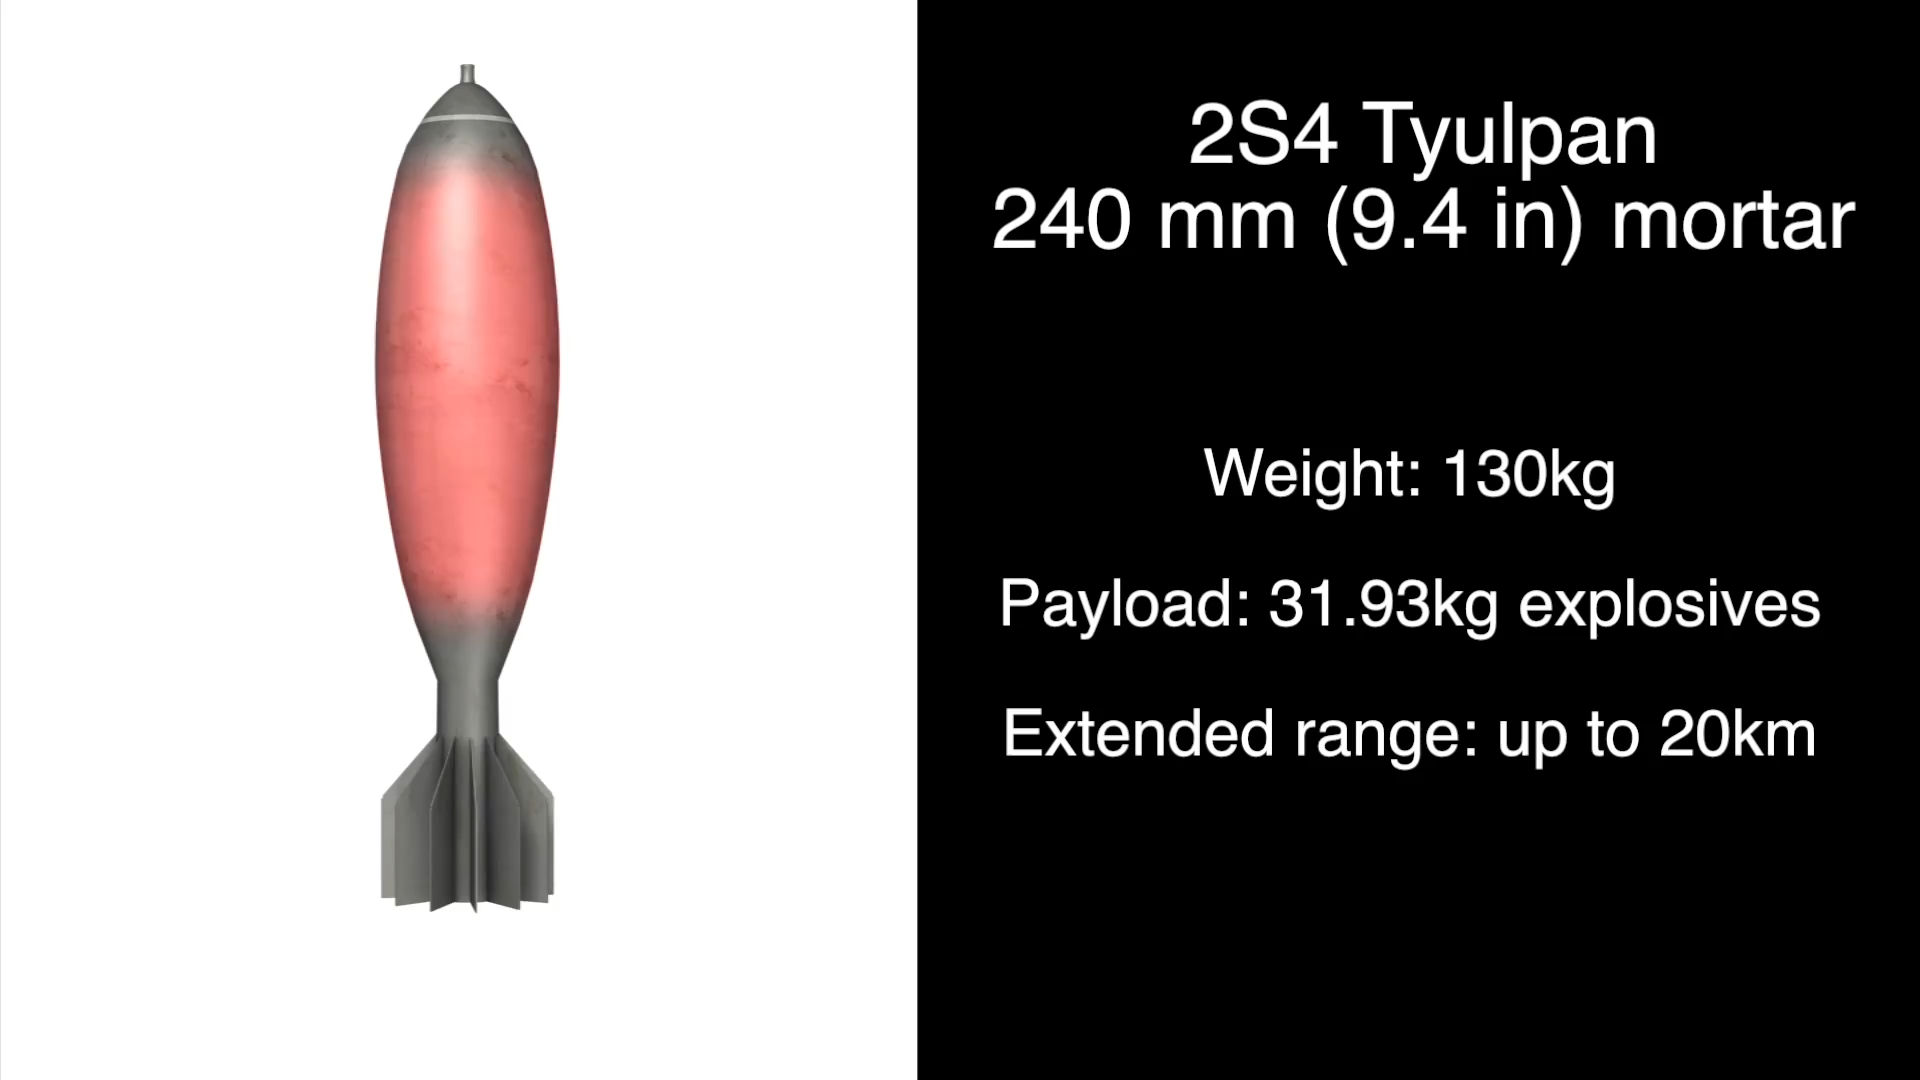 2S4 Tyulpan
240 mm (9.4 in) mortar
Weight: 130kg
Payload: 31.93kg explosives
Extended range: up to 20km